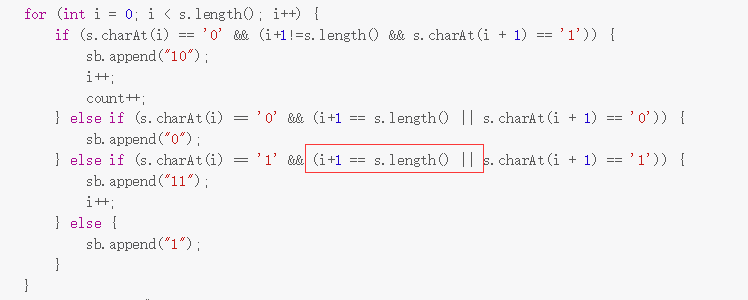 for (int i = 0; i < s.length(); i++) {
    if (s.charAt(i) == '0' && (i+1!=s.length() && s.charAt(i + 1) == '1')) {
        sb.append("10");
        i++;
        count++;
    } else if (s.charAt(i) == '0' && (i+1 == s.length() || s.charAt(i + 1) == '0')) {
        sb.append("0");
    } else if (s.charAt(i) == '1' && (i+1 == s.length() || s.charAt(i + 1) == '1')) {
        sb.append("11");
        i++;
    } else {
        sb.append("1");
    }
}